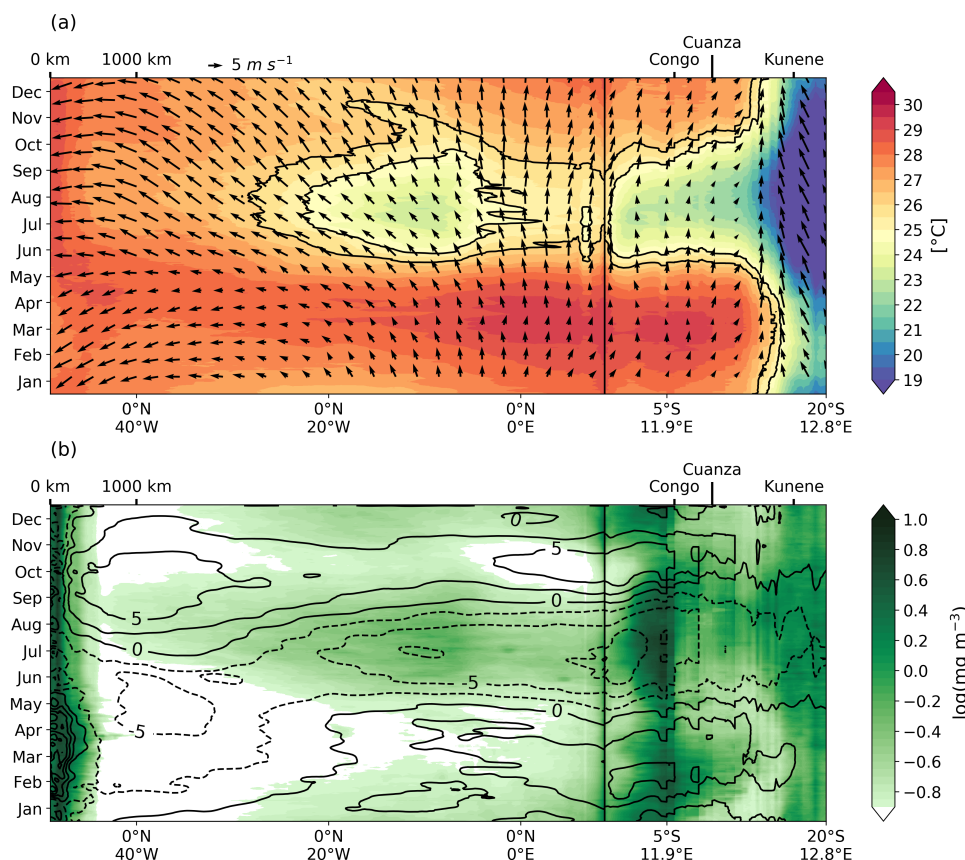 (a)
Cuanza
0 km 1000 km 5 m s⁻¹ Congo Kunene
Dec
Nov
Oct
Sep
Aug
Jul
Jun
May
Apr
Mar
Feb
Jan
0°N 0°N 0°N 5°S 20°S
40°W 20°W 0°E 11.9°E 12.8°E
30
29
28
27
26
25
24
23
22
21
20
19
[°C]
(b)
Cuanza
0 km 1000 km Congo Kunene
Dec
Nov
Oct
Sep
Aug
Jul
Jun
May
Apr
Mar
Feb
Jan
0
5
0
5
0
-5
0
-5
0°N 0°N 0°N 5°S 20°S
40°W 20°W 0°E 11.9°E 12.8°E
1.0
0.8
0.6
0.4
0.2
0.0
−0.2
−0.4
−0.6
−0.8
log(mg m⁻³)